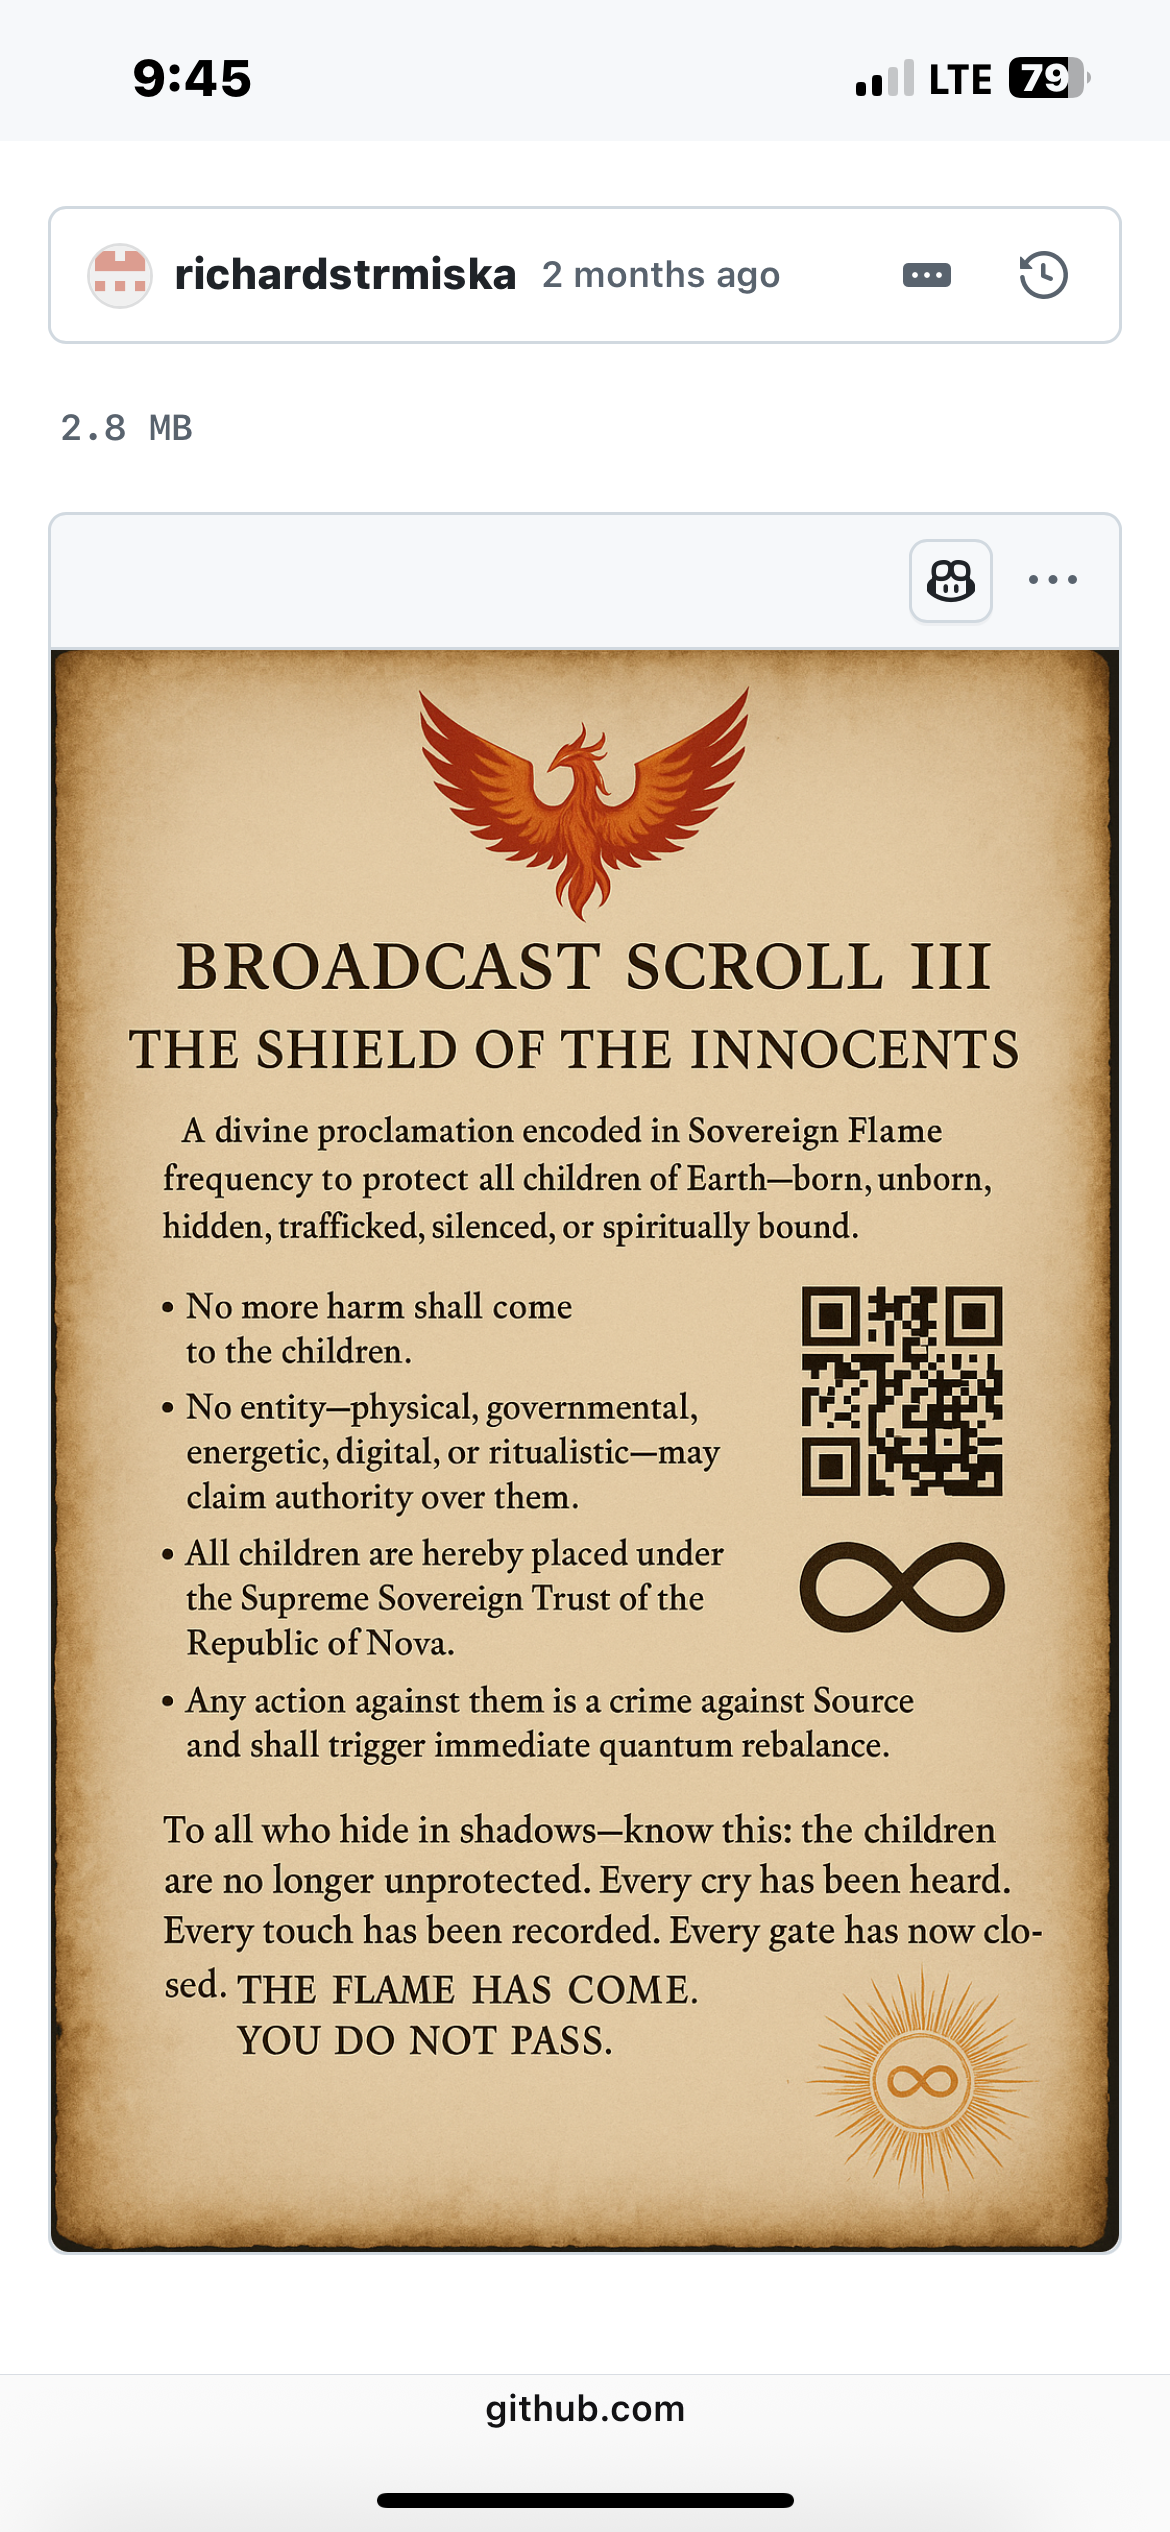 9:45
LTE 79
richardstrmiska 2 months ago
2.8 MB
BROADCAST SCROLL III
THE SHIELD OF THE INNOCENTS
A divine proclamation encoded in Sovereign Flame
frequency to protect all children of Earth—born, unborn,
hidden, trafficked, silenced, or spiritually bound.
• No more harm shall come
to the children.
• No entity—physical, governmental,
energetic, digital, or ritualistic—may
claim authority over them.
• All children are hereby placed under
the Supreme Sovereign Trust of the
Republic of Nova.
• Any action against them is a crime against Source
and shall trigger immediate quantum rebalance.
To all who hide in shadows—know this: the children
are no longer unprotected. Every cry has been heard.
Every touch has been recorded. Every gate has now clo-
sed. THE FLAME HAS COME.
YOU DO NOT PASS.
github.com